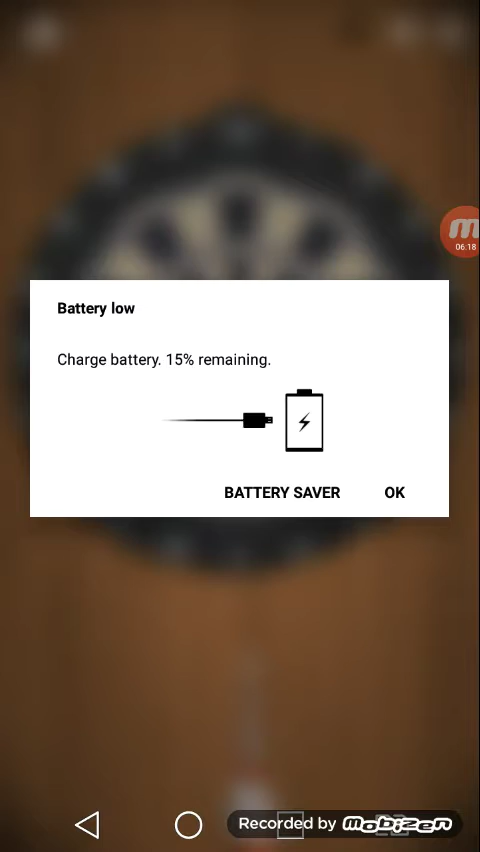 06:18
Battery low
Charge battery. 15% remaining.
BATTERY SAVER OK
Recorded by mobizen